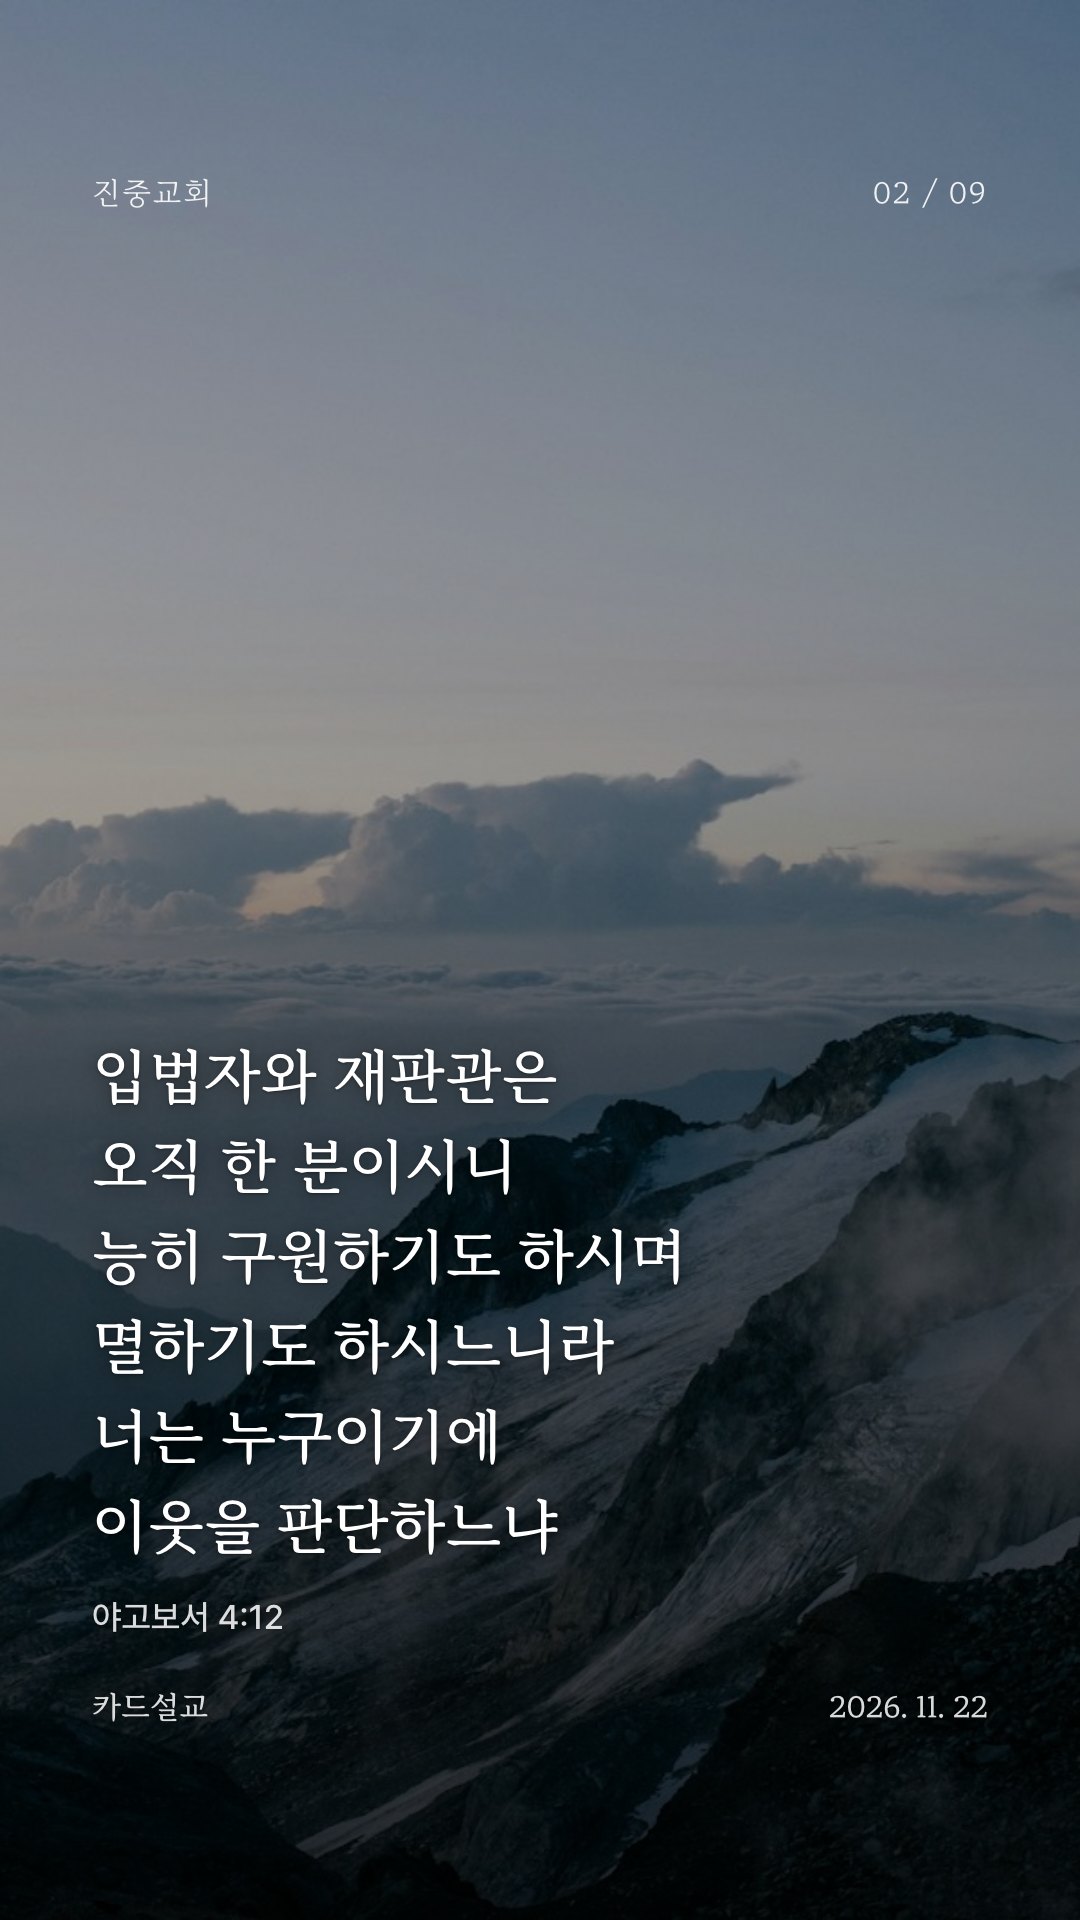 진중교회
02 / 09
입법자와 재판관은
오직 한 분이시니
능히 구원하기도 하시며
멸하기도 하시느니라
너는 누구이기에
이웃을 판단하느냐
야고보서 4:12
카드설교
2026. 11. 22